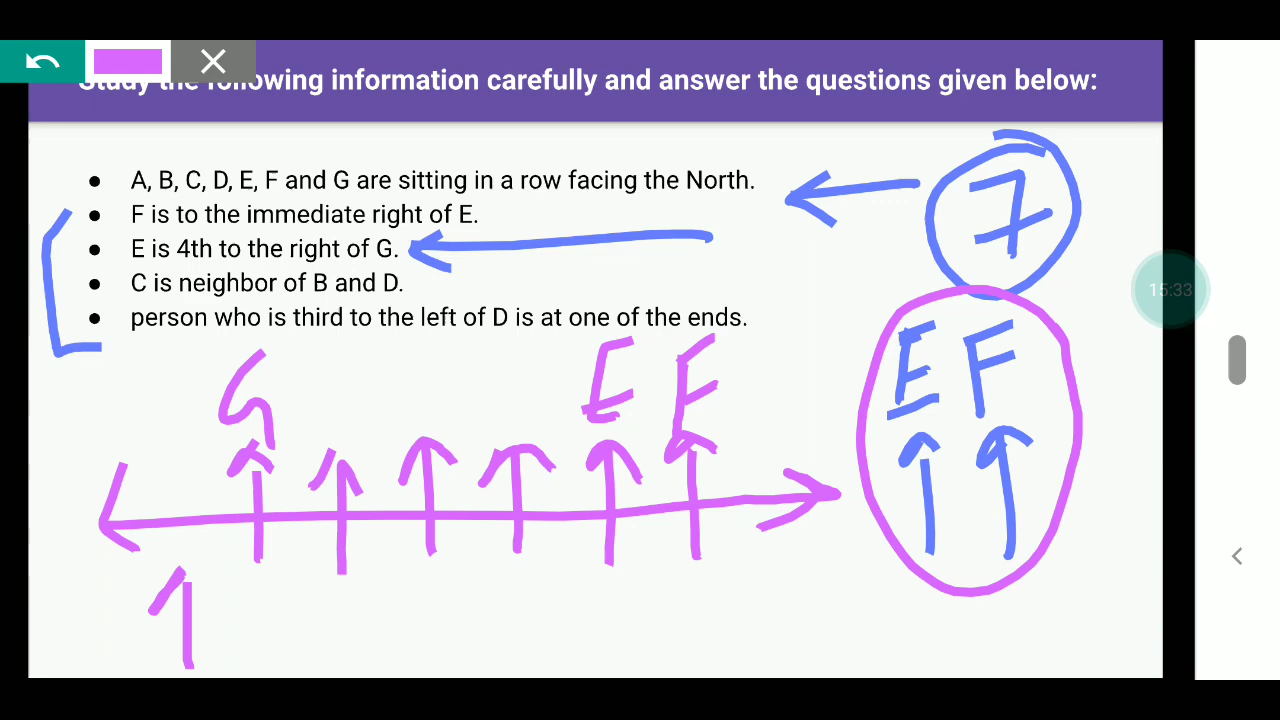 Study the following information carefully and answer the questions given below:
● A, B, C, D, E, F and G are sitting in a row facing the North.
● F is to the immediate right of E.
● E is 4th to the right of G.
● C is neighbor of B and D.
● person who is third to the left of D is at one of the ends.
7
15:33
E F
G E F
1